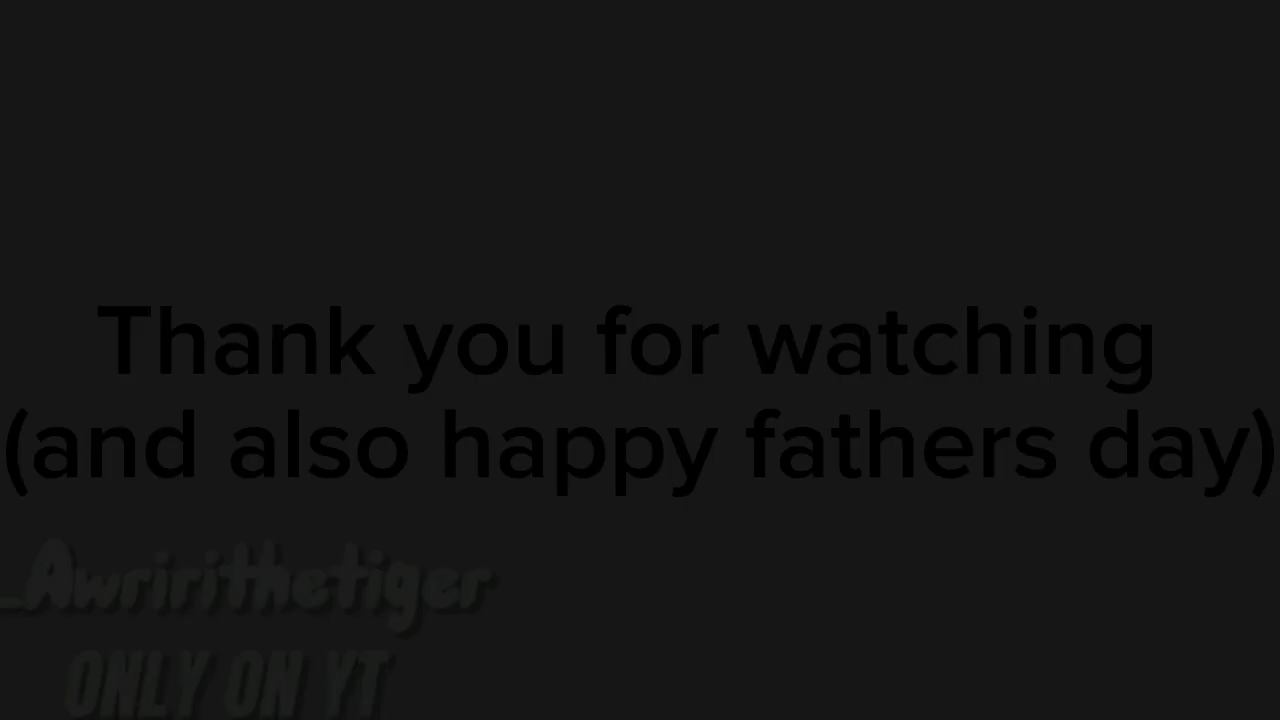 Thank you for watching
(and also happy fathers day)
_Awririthetiger
ONLY ON YT